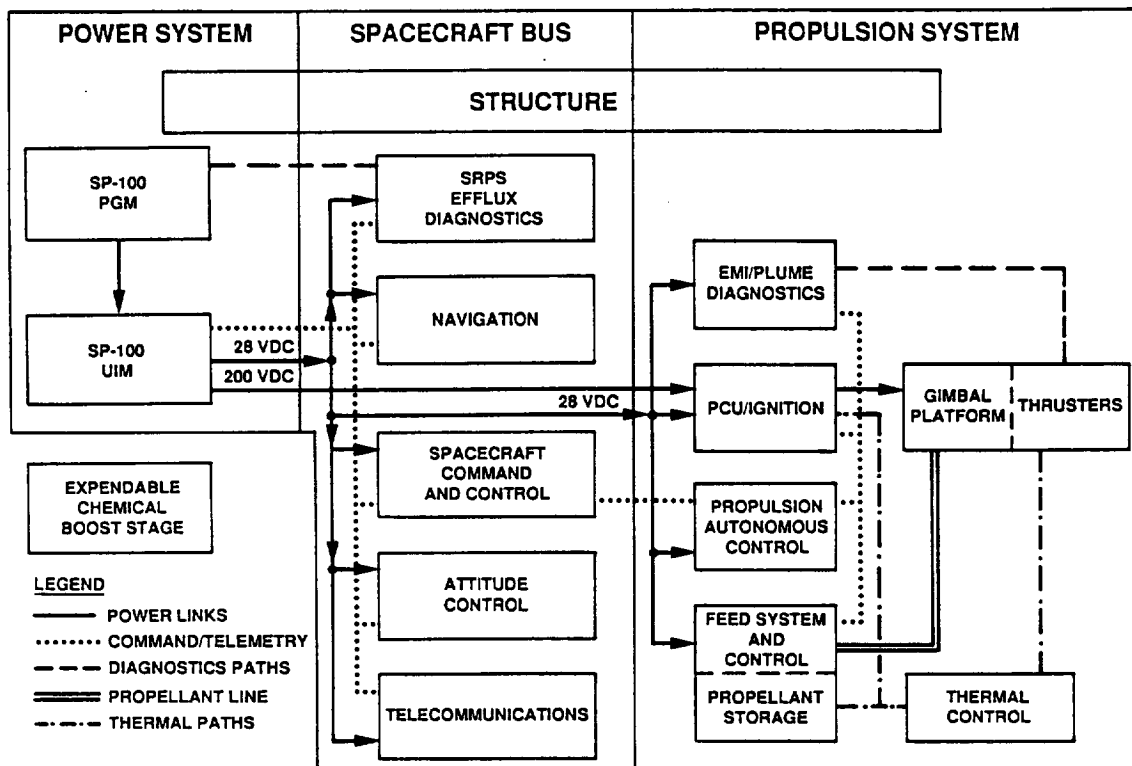 POWER SYSTEM
SPACECRAFT BUS
PROPULSION SYSTEM
STRUCTURE
SP-100
PGM
SP-100
UIM
28 VDC
200 VDC
EXPENDABLE
CHEMICAL
BOOST STAGE
LEGEND
POWER LINKS
COMMAND/TELEMETRY
DIAGNOSTICS PATHS
PROPELLANT LINE
THERMAL PATHS
SRPS
EFFLUX
DIAGNOSTICS
NAVIGATION
28 VDC
SPACECRAFT
COMMAND
AND CONTROL
ATTITUDE
CONTROL
TELECOMMUNICATIONS
EMI/PLUME
DIAGNOSTICS
PCU/IGNITION
GIMBAL
PLATFORM
THRUSTERS
PROPULSION
AUTONOMOUS
CONTROL
FEED SYSTEM
AND
CONTROL
PROPELLANT
STORAGE
THERMAL
CONTROL